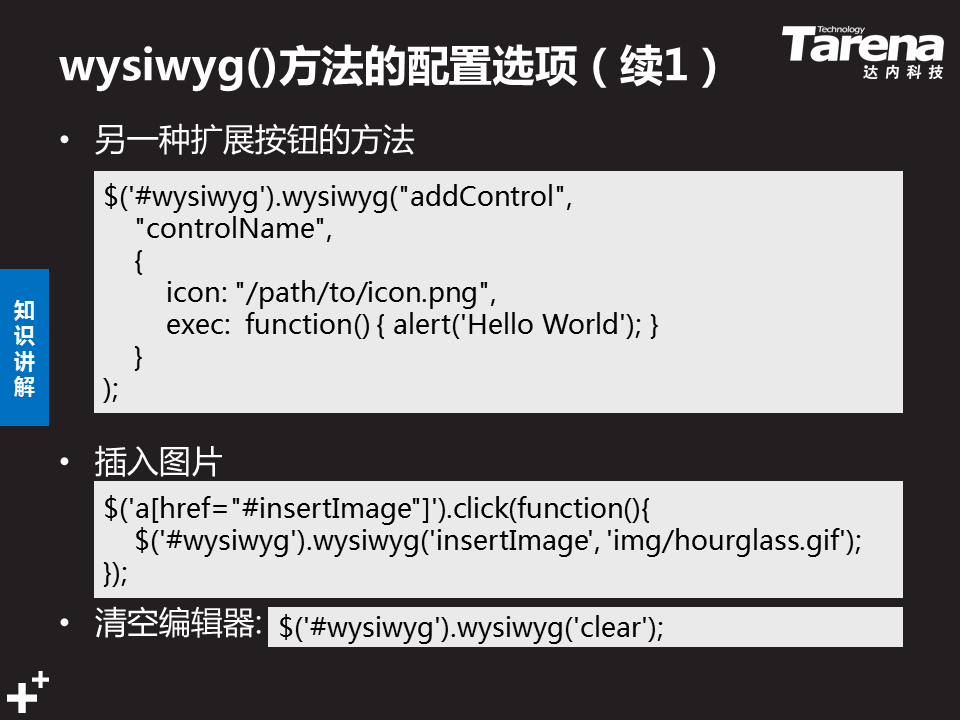 wysiwyg()方法的配置选项（续1）
Technology
Tarena
达内科技
• 另一种扩展按钮的方法
$('#wysiwyg').wysiwyg("addControl",
"controlName",
{
icon: "/path/to/icon.png",
exec:  function() { alert('Hello World'); }
}
);
知识讲解
• 插入图片
$('a[href="#insertImage"]').click(function(){
$('#wysiwyg').wysiwyg('insertImage', 'img/hourglass.gif');
});
• 清空编辑器: $('#wysiwyg').wysiwyg('clear');